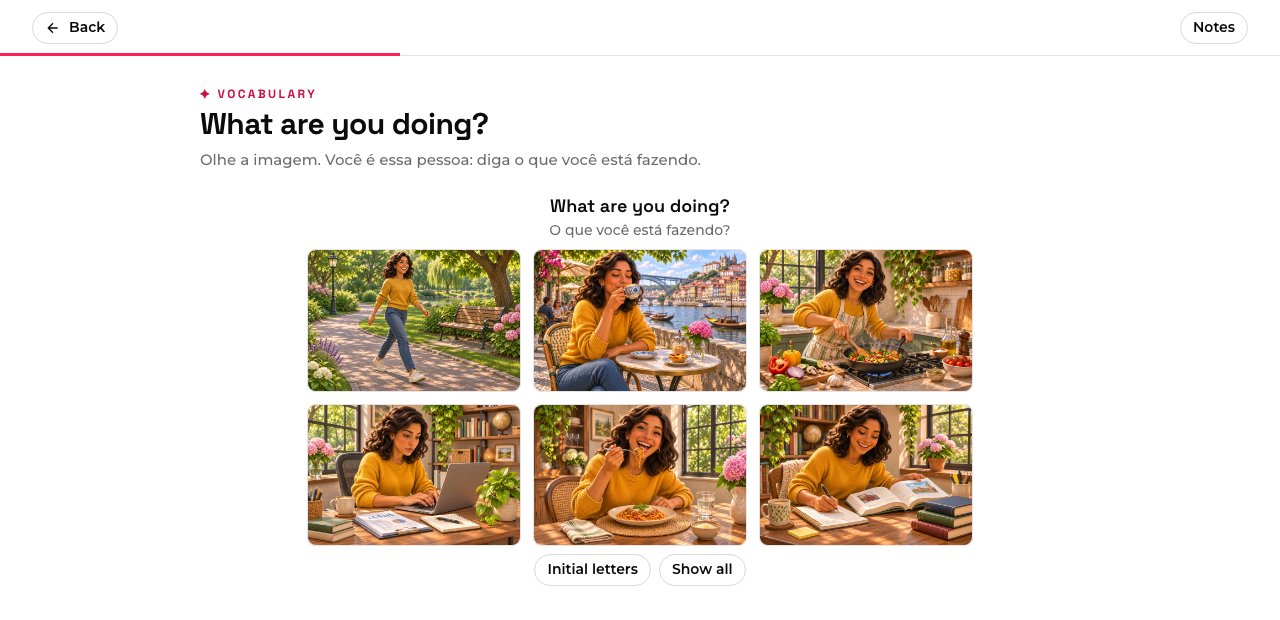 Back
Notes
VOCABULARY
What are you doing?
Olhe a imagem. Você é essa pessoa: diga o que você está fazendo.
What are you doing?
O que você está fazendo?
Initial letters
Show all